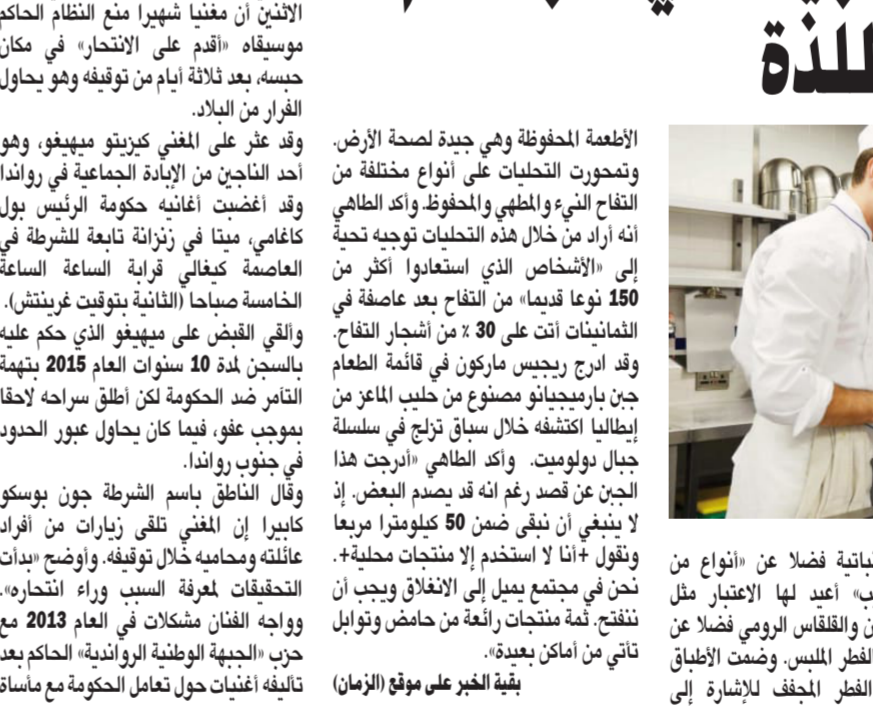 للذة
نباتية فضلا عن «أنواع من
أعيد لها الاعتبار مثل
والقلقاس الرومي فضلا عن
الفطر الملبس. وضمت الأطباق
الفطر المجفف للإشارة إلى
الأطعمة المحفوظة وهي جيدة لصحة الأرض.
وتمحورت التحليات على أنواع مختلفة من
التفاح النيء والمطهي والمحفوظ. وأكد الطاهي
أنه أراد من خلال هذه التحليات توجيه تحية
إلى «الأشخاص الذي استعادوا أكثر من
150 نوعا قديما» من التفاح بعد عاصفة في
الثمانينات أتت على 30 ٪ من أشجار التفاح.
وقد ادرج ريجيس ماركون في قائمة الطعام
جبن بارميجيانو مصنوع من حليب الماعز من
إيطاليا اكتشفه خلال سباق تزلج في سلسلة
جبال دولوميت. وأكد الطاهي «أدرجت هذا
الجبن عن قصد رغم انه قد يصدم البعض. إذ
لا ينبغي أن نبقى ضمن 50 كيلومترا مربعا
ونقول +أنا لا استخدم إلا منتجات محلية+.
نحن في مجتمع يميل إلى الانغلاق ويجب أن
ننفتح. ثمة منتجات رائعة من حامض وتوابل
تأتي من أماكن بعيدة».
بقية الخبر على موقع (الزمان)
الاثنين أن مغنيا شهيرا منع النظام الحاكم
موسيقاه «أقدم على الانتحار» في مكان
حبسه، بعد ثلاثة أيام من توقيفه وهو يحاول
الفرار من البلاد.
وقد عثر على المغني كيزيتو ميهيغو، وهو
أحد الناجين من الإبادة الجماعية في رواندا
وقد أغضبت أغانيه حكومة الرئيس بول
كاغامي، ميتا في زنزانة تابعة للشرطة في
العاصمة كيغالي قرابة الساعة الساعة
الخامسة صباحا (الثانية بتوقيت غرينتش).
وألقي القبض على ميهيغو الذي حكم عليه
بالسجن لمدة 10 سنوات العام 2015 بتهمة
التآمر ضد الحكومة لكن أطلق سراحه لاحقا
بموجب عفو، فيما كان يحاول عبور الحدود
في جنوب رواندا.
وقال الناطق باسم الشرطة جون بوسكو
كابيرا إن المغني تلقى زيارات من أفراد
عائلته ومحاميه خلال توقيفه. وأوضح «بدأت
التحقيقات لمعرفة السبب وراء انتحاره».
وواجه الفنان مشكلات في العام 2013 مع
حزب «الجبهة الوطنية الرواندية» الحاكم بعد
تأليفه أغنيات حول تعامل الحكومة مع مأساة